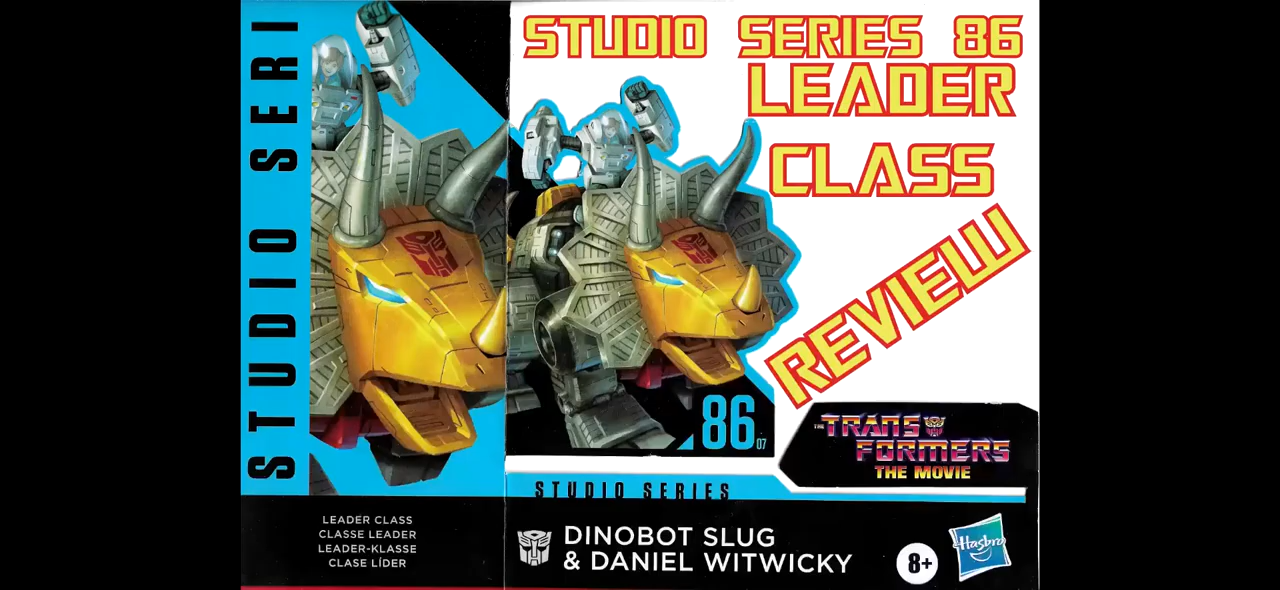 STUDIO SERI
LEADER CLASS
CLASSE LEADER
LEADER-KLASSE
CLASE LÍDER
STUDIO SERIES 86
LEADER
CLASS
REVIEW
86
07
THE TRANSFORMERS
THE MOVIE
STUDIO SERIES
DINOBOT SLUG
& DANIEL WITWICKY
8+
Hasbro